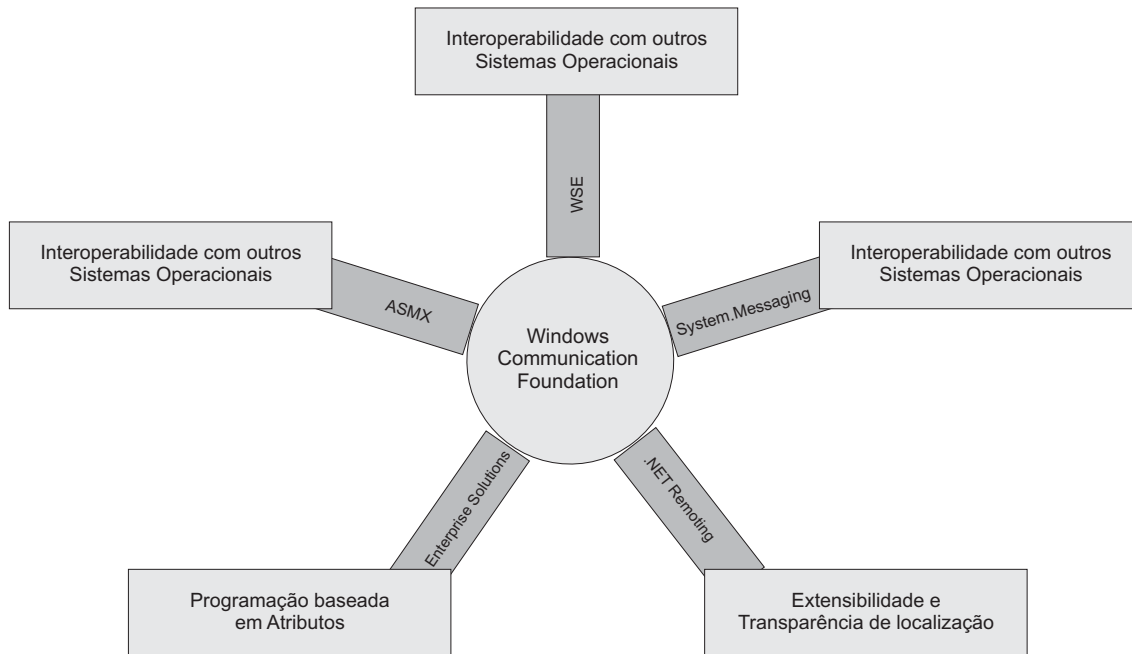 Interoperabilidade com outros
Sistemas Operacionais
WSE
Interoperabilidade com outros
Sistemas Operacionais
ASMX
Interoperabilidade com outros
Sistemas Operacionais
System.Messaging
Windows
Communication
Foundation
Enterprise Solutions
.NET Remoting
Programação baseada
em Atributos
Extensibilidade e
Transparência de localização